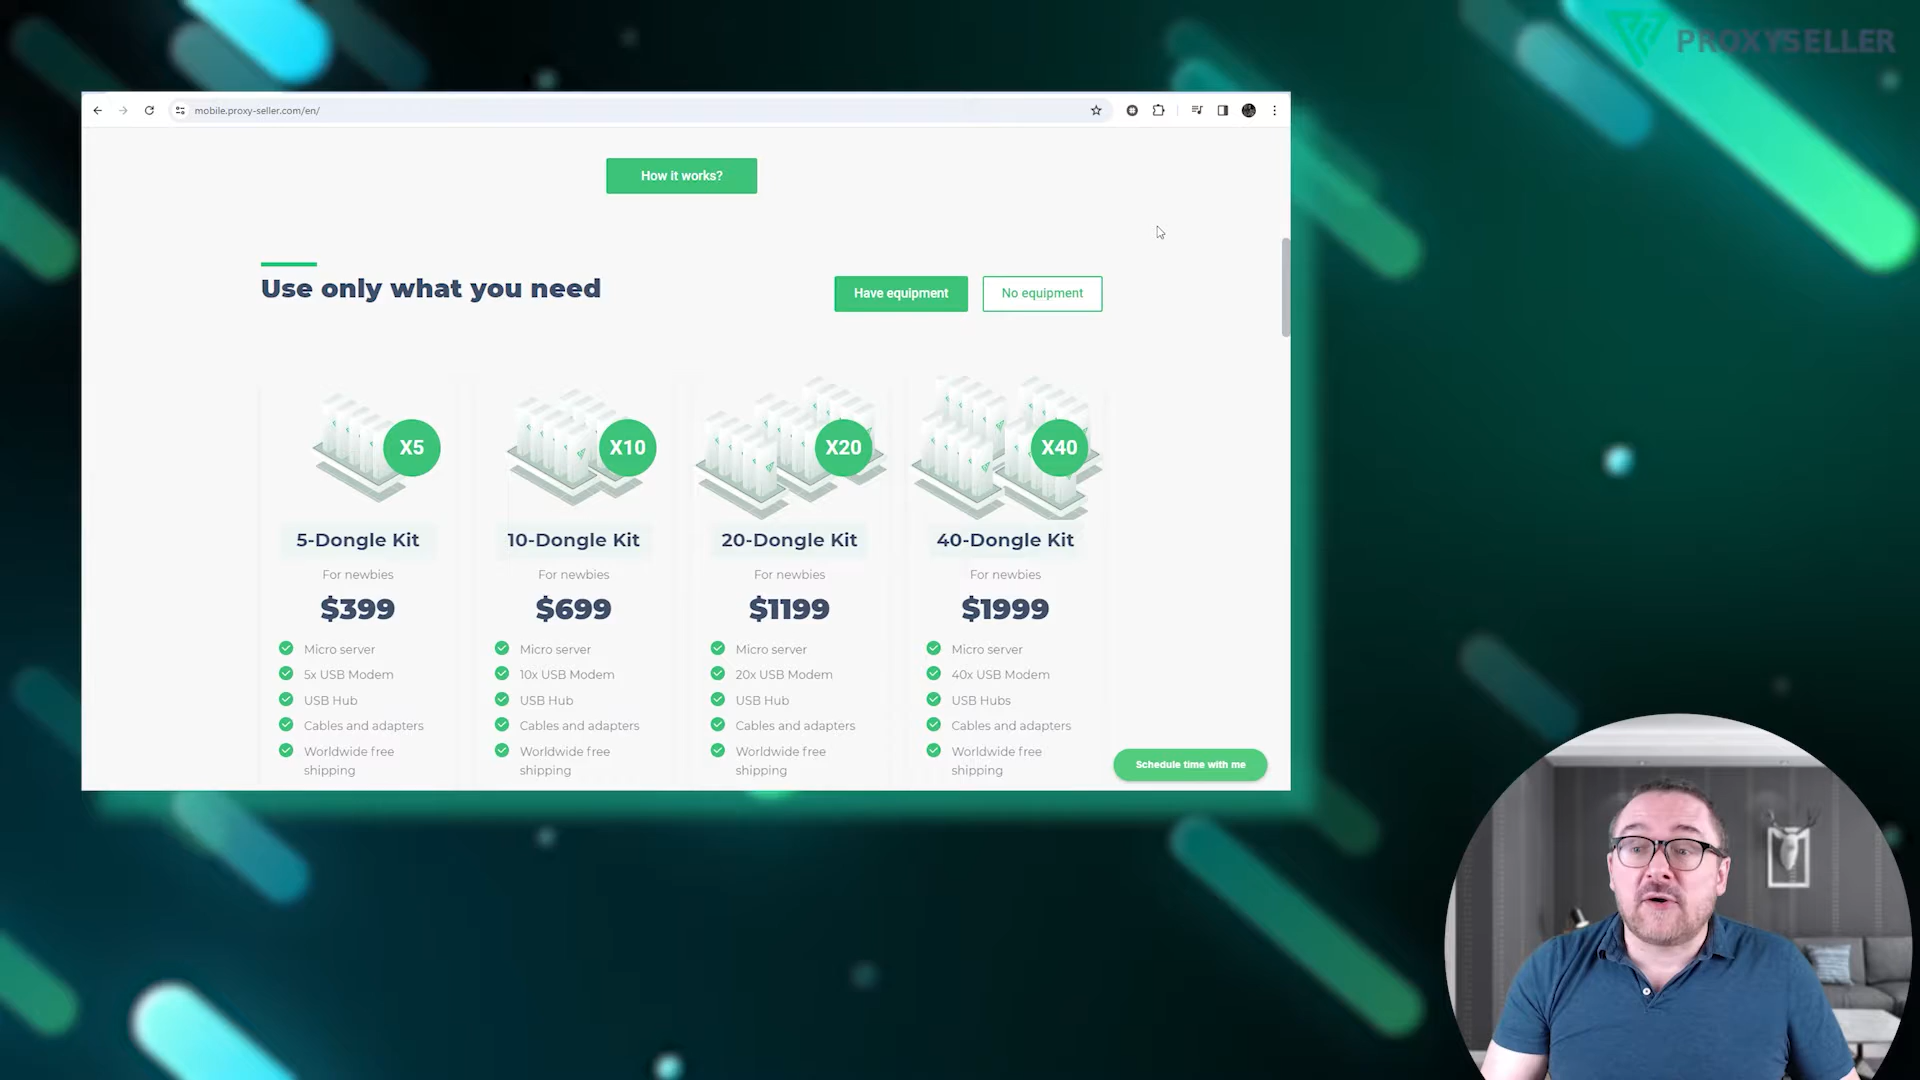 PROXYSELLER
mobile.proxy-seller.com/en/
How it works?
Use only what you need
Have equipment
No equipment
X5
X10
X20
X40
5-Dongle Kit
For newbies
$399
Micro server
5x USB Modem
USB Hub
Cables and adapters
Worldwide free
shipping
10-Dongle Kit
For newbies
$699
Micro server
10x USB Modem
USB Hub
Cables and adapters
Worldwide free
shipping
20-Dongle Kit
For newbies
$1199
Micro server
20x USB Modem
USB Hub
Cables and adapters
Worldwide free
shipping
40-Dongle Kit
For newbies
$1999
Micro server
40x USB Modem
USB Hubs
Cables and adapters
Worldwide free
shipping
Schedule time with me